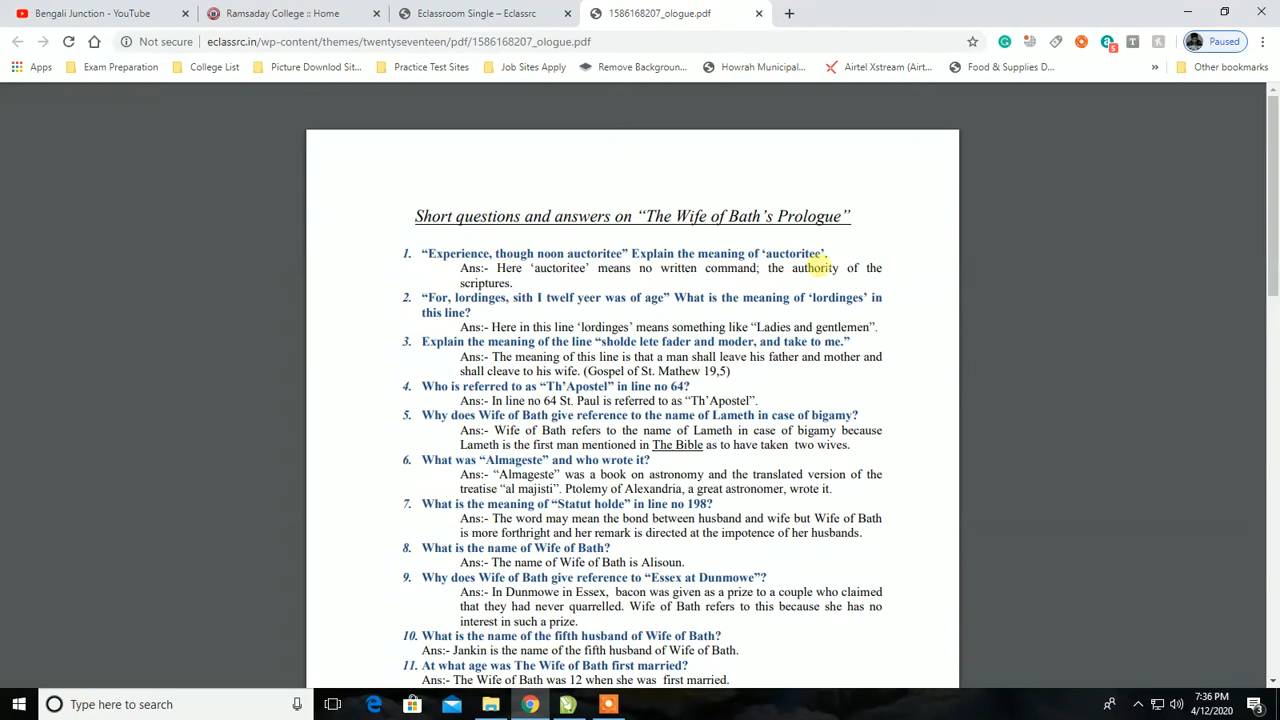 Bengali Junction - YouTube
Ramsaday College :: Home
Eclassroom Single – Eclassrc
1586168207_ologue.pdf
Not secure | eclassrc.in/wp-content/themes/twentyseventeen/pdf/1586168207_ologue.pdf
5
T
Paused
Apps
Exam Preparation
College List
Picture Downlod Sit...
Practice Test Sites
Job Sites Apply
Remove Backgroun...
Howrah Municipal...
Airtel Xstream (Airt...
Food & Supplies D...
»
Other bookmarks
Short questions and answers on “The Wife of Bath’s Prologue”
1. “Experience, though noon auctoritee” Explain the meaning of ‘auctoritee’.
Ans:- Here ‘auctoritee’ means no written command; the authority of the
scriptures.
2. “For, lordinges, sith I twelf yeer was of age” What is the meaning of ‘lordinges’ in
this line?
Ans:- Here in this line ‘lordinges’ means something like “Ladies and gentlemen”.
3. Explain the meaning of the line “sholde lete fader and moder, and take to me.”
Ans:- The meaning of this line is that a man shall leave his father and mother and
shall cleave to his wife. (Gospel of St. Mathew 19,5)
4. Who is referred to as “Th’Apostel” in line no 64?
Ans:- In line no 64 St. Paul is referred to as “Th’Apostel”.
5. Why does Wife of Bath give reference to the name of Lameth in case of bigamy?
Ans:- Wife of Bath refers to the name of Lameth in case of bigamy because
Lameth is the first man mentioned in The Bible as to have taken two wives.
6. What was “Almageste” and who wrote it?
Ans:- “Almageste” was a book on astronomy and the translated version of the
treatise “al majisti”. Ptolemy of Alexandria, a great astronomer, wrote it.
7. What is the meaning of “Statut holde” in line no 198?
Ans:- The word may mean the bond between husband and wife but Wife of Bath
is more forthright and her remark is directed at the impotence of her husbands.
8. What is the name of Wife of Bath?
Ans:- The name of Wife of Bath is Alisoun.
9. Why does Wife of Bath give reference to “Essex at Dunmowe”?
Ans:- In Dunmowe in Essex, bacon was given as a prize to a couple who claimed
that they had never quarrelled. Wife of Bath refers to this because she has no
interest in such a prize.
10. What is the name of the fifth husband of Wife of Bath?
Ans:- Jankin is the name of the fifth husband of Wife of Bath.
11. At what age was The Wife of Bath first married?
Ans:- The Wife of Bath was 12 when she was first married.
Type here to search
7:36 PM
4/12/2020
3